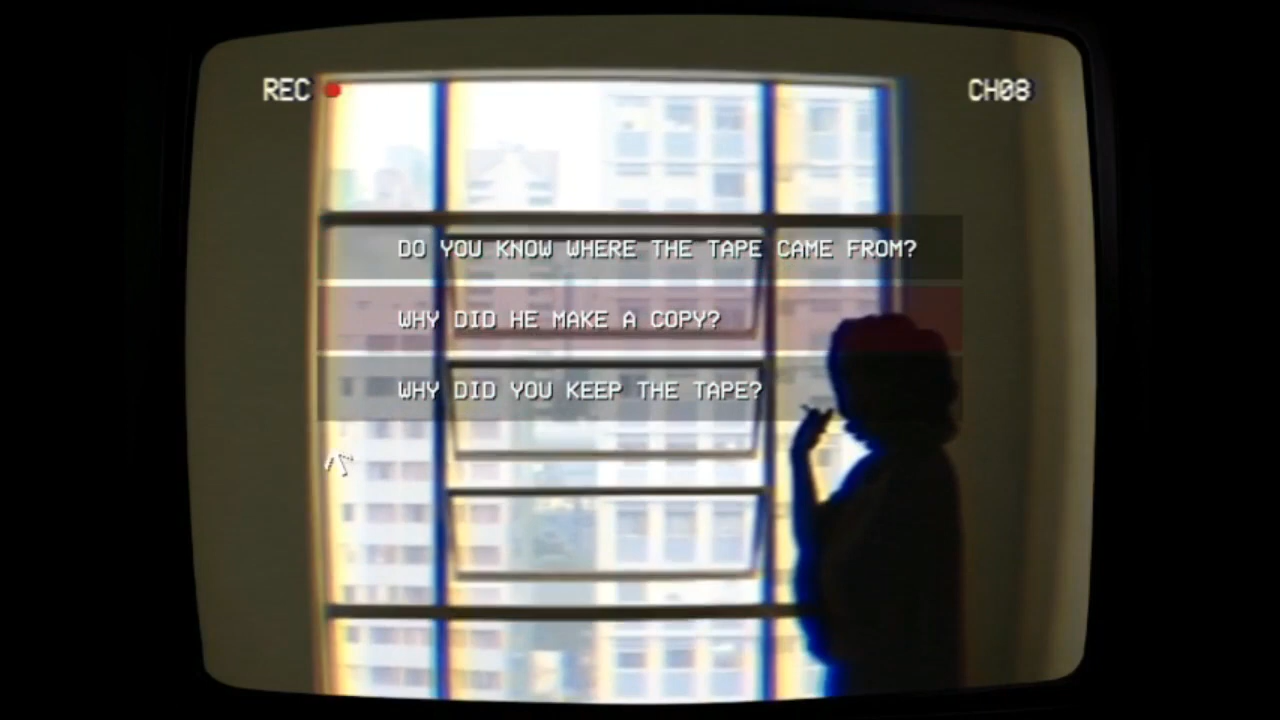 REC
CH08
DO YOU KNOW WHERE THE TAPE CAME FROM?
WHY DID HE MAKE A COPY?
WHY DID YOU KEEP THE TAPE?